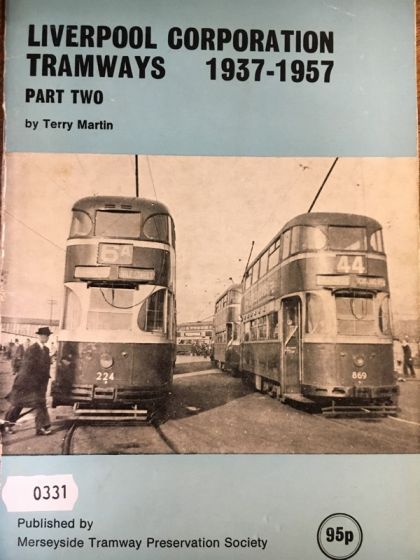 LIVERPOOL CORPORATION
TRAMWAYS 1937-1957
PART TWO
by Terry Martin
6A
44
224
869
0331
Published by
Merseyside Tramway Preservation Society
95p